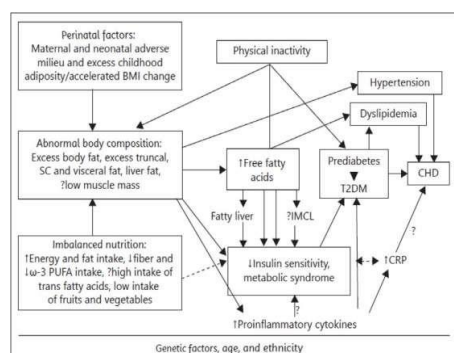 Perinatal factors:
Maternal and neonatal adverse
milieu and excess childhood
adiposity/accelerated BMI change
Physical inactivity
Hypertension
Dyslipidemia
Abnormal body composition:
Excess body fat, excess truncal,
SC and visceral fat, liver fat,
?low muscle mass
↑Free fatty
acids
Prediabetes
▼
T2DM
CHD
Fatty liver
?IMCL
?
Imbalanced nutrition:
↑Energy and fat intake, ↓fiber and
↓ω-3 PUFA intake, ?high intake of
trans fatty acids, low intake
of fruits and vegetables
↓Insulin sensitivity,
metabolic syndrome
↑CRP
?
↑Proinflammatory cytokines
Genetic factors, age, and ethnicity